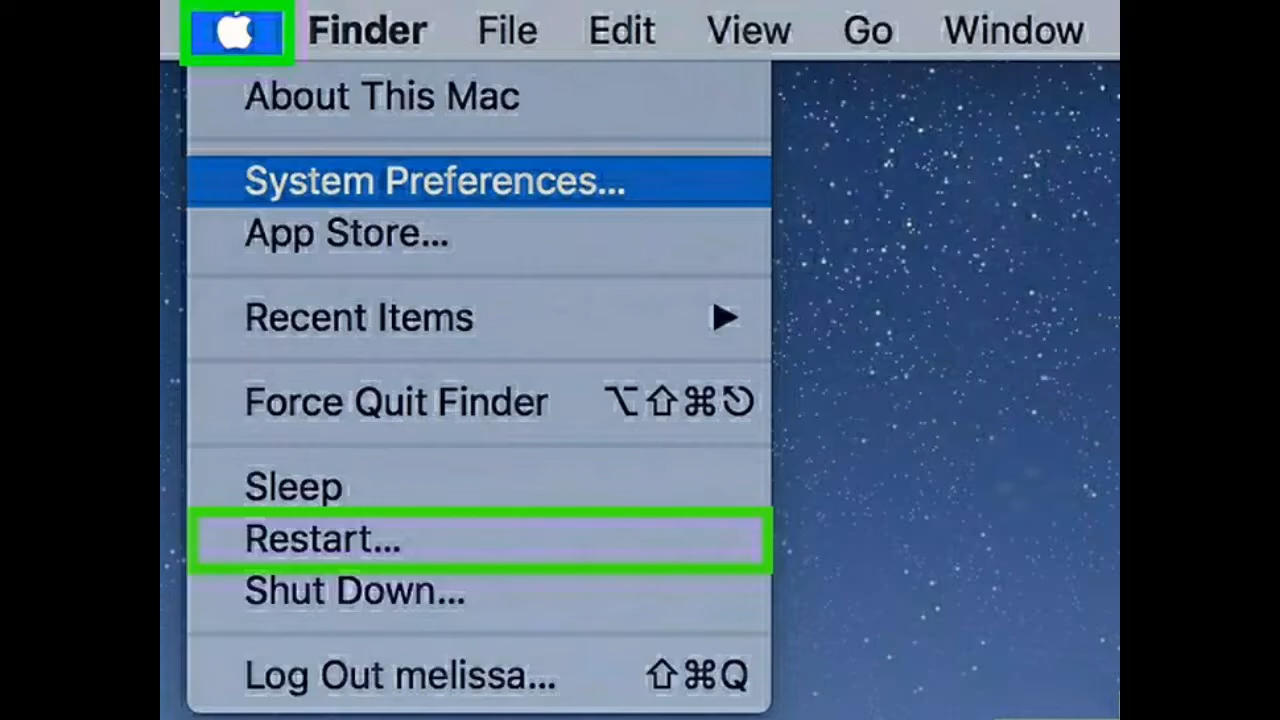 Finder File Edit View Go Window
About This Mac
System Preferences...
App Store...
Recent Items ▶
Force Quit Finder ⌥⇧⌘⎋
Sleep
Restart...
Shut Down...
Log Out melissa... ⇧⌘Q